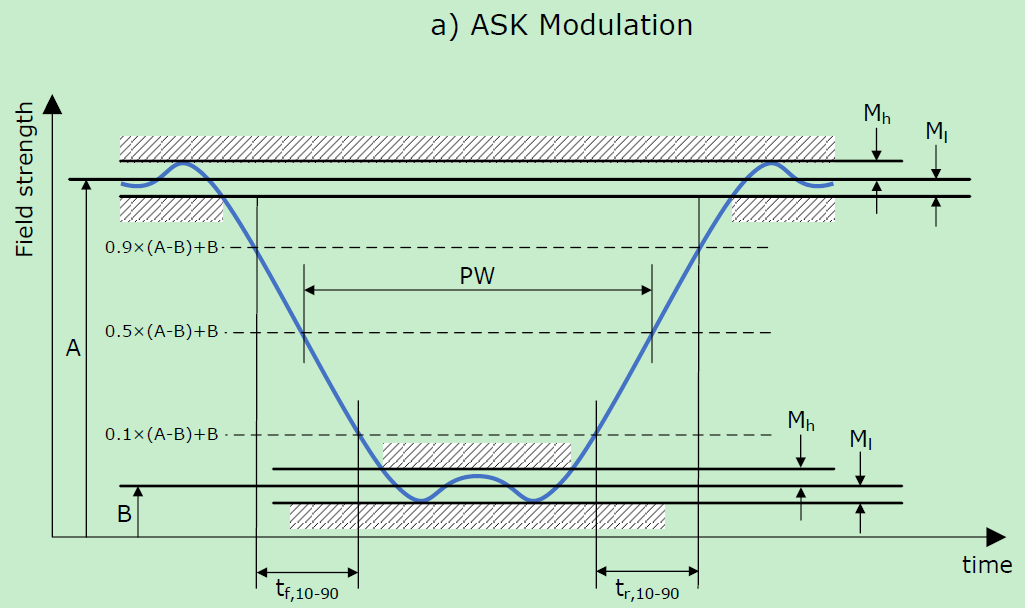 a) ASK Modulation
Field strength
Mh
Ml
0.9×(A-B)+B
PW
0.5×(A-B)+B
A
0.1×(A-B)+B
Mh
Ml
B
time
tf,10-90
tr,10-90